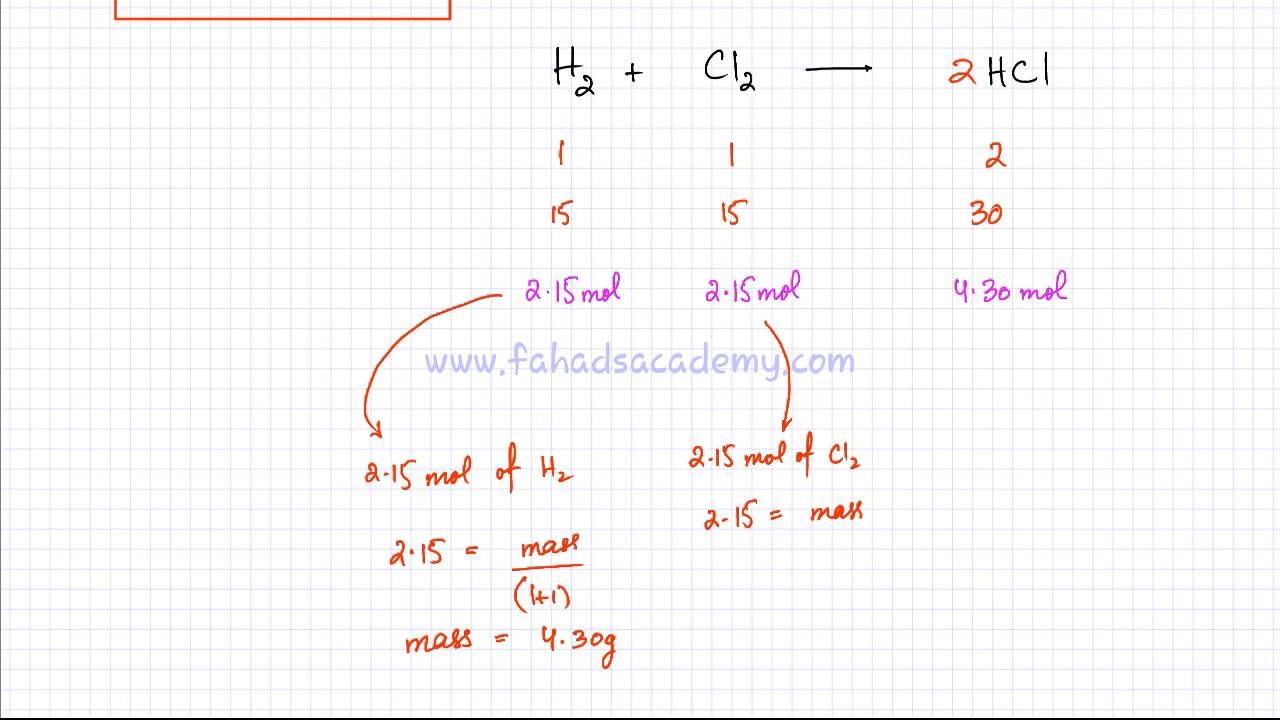 H₂ + Cl₂ → 2HCl
1 1 2
15 15 30
2.15 mol 2.15 mol 4.30 mol
www.fahadsacademy.com
2.15 mol of H₂
2.15 = mass
(1+1)
mass = 4.30g
2.15 mol of Cl₂
2.15 = mass